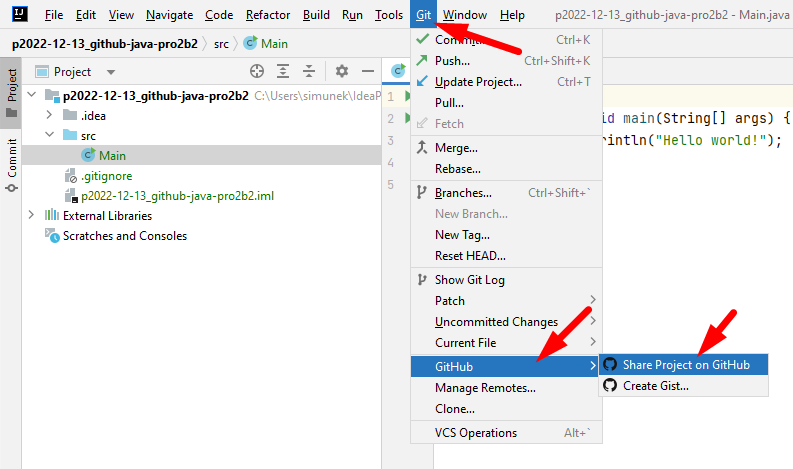 IJ File Edit View Navigate Code Refactor Build Run Tools Git Window Help p2022-12-13_github-java-pro2b2 - Main.java
p2022-12-13_github-java-pro2b2 src Main
Project
Commit
Project
p2022-12-13_github-java-pro2b2 C:\Users\simunek\IdeaP
.idea
src
Main
.gitignore
p2022-12-13_github-java-pro2b2.iml
External Libraries
Scratches and Consoles
1
2
3
4
5
id main(String[] args) {
rintln("Hello world!");
Commit... Ctrl+K
Push... Ctrl+Shift+K
Update Project... Ctrl+T
Pull...
Fetch
Merge...
Rebase...
Branches... Ctrl+Shift+`
New Branch...
New Tag...
Reset HEAD...
Show Git Log
Patch
Uncommitted Changes
Current File
GitHub
Manage Remotes...
Clone...
VCS Operations Alt+`
Share Project on GitHub
Create Gist...